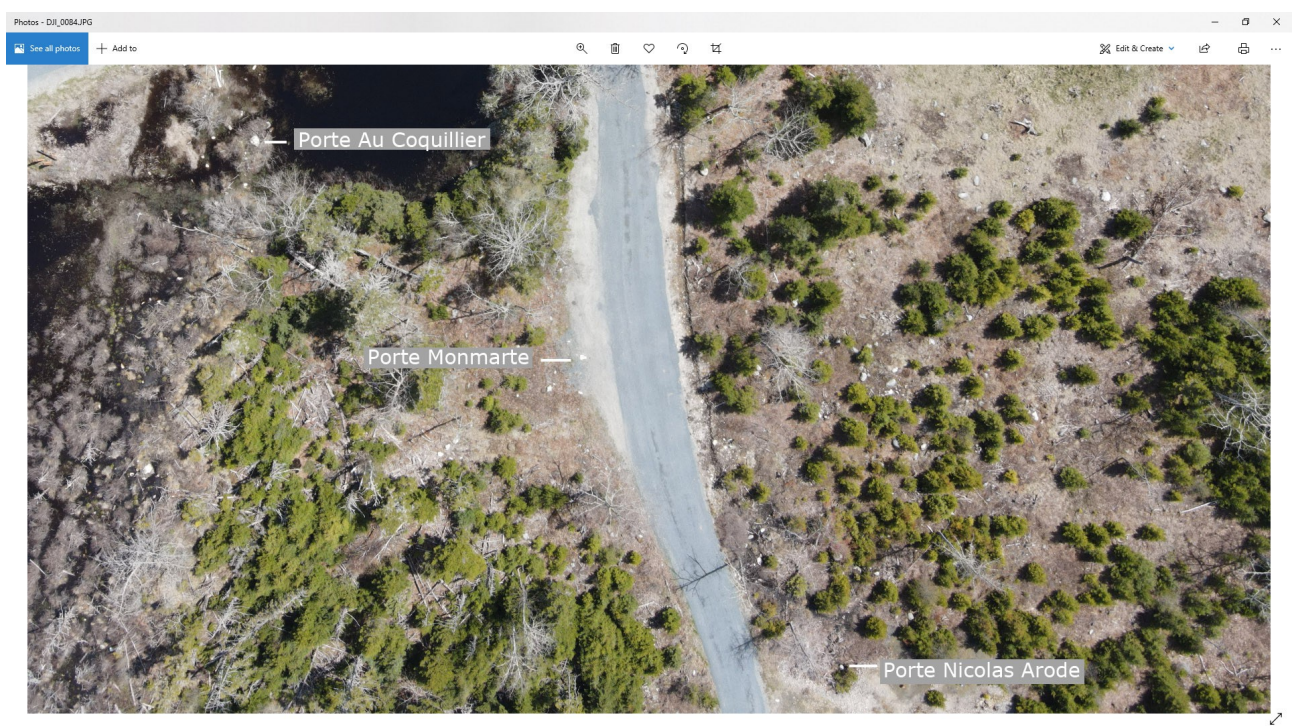 Photos - DJI_0084.JPG
See all photos
Add to
Edit & Create
Porte Au Coquillier
Porte Monmarte
Porte Nicolas Arode